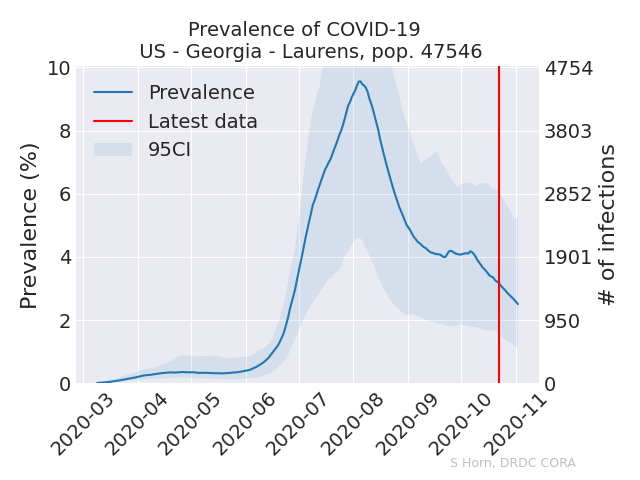 Prevalence of COVID-19
US - Georgia - Laurens, pop. 47546
Prevalence
Latest data
95CI
Prevalence (%)
10
8
6
4
2
0
4754
3803
2852
1901
950
0
# of infections
2020-03
2020-04
2020-05
2020-06
2020-07
2020-08
2020-09
2020-10
2020-11
S Horn, DRDC CORA